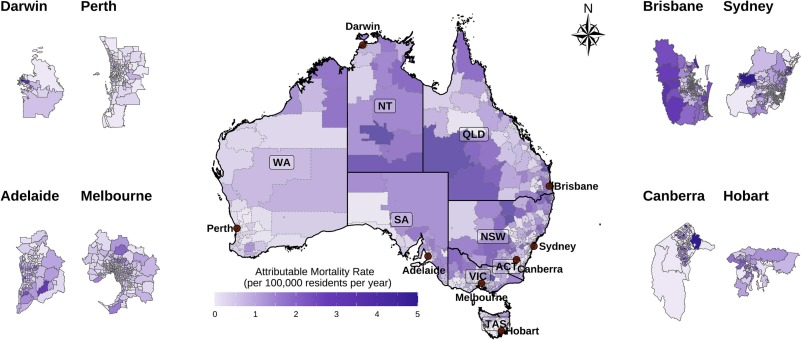 Darwin Perth
Darwin
N
Brisbane Sydney
NT
QLD
WA
Brisbane
Adelaide Melbourne
Canberra Hobart
SA
Perth
NSW
Sydney
Adelaide
ACT Canberra
VIC
Attributable Mortality Rate
(per 100,000 residents per year)
Melbourne
0 1 2 3 4 5
TAS
Hobart